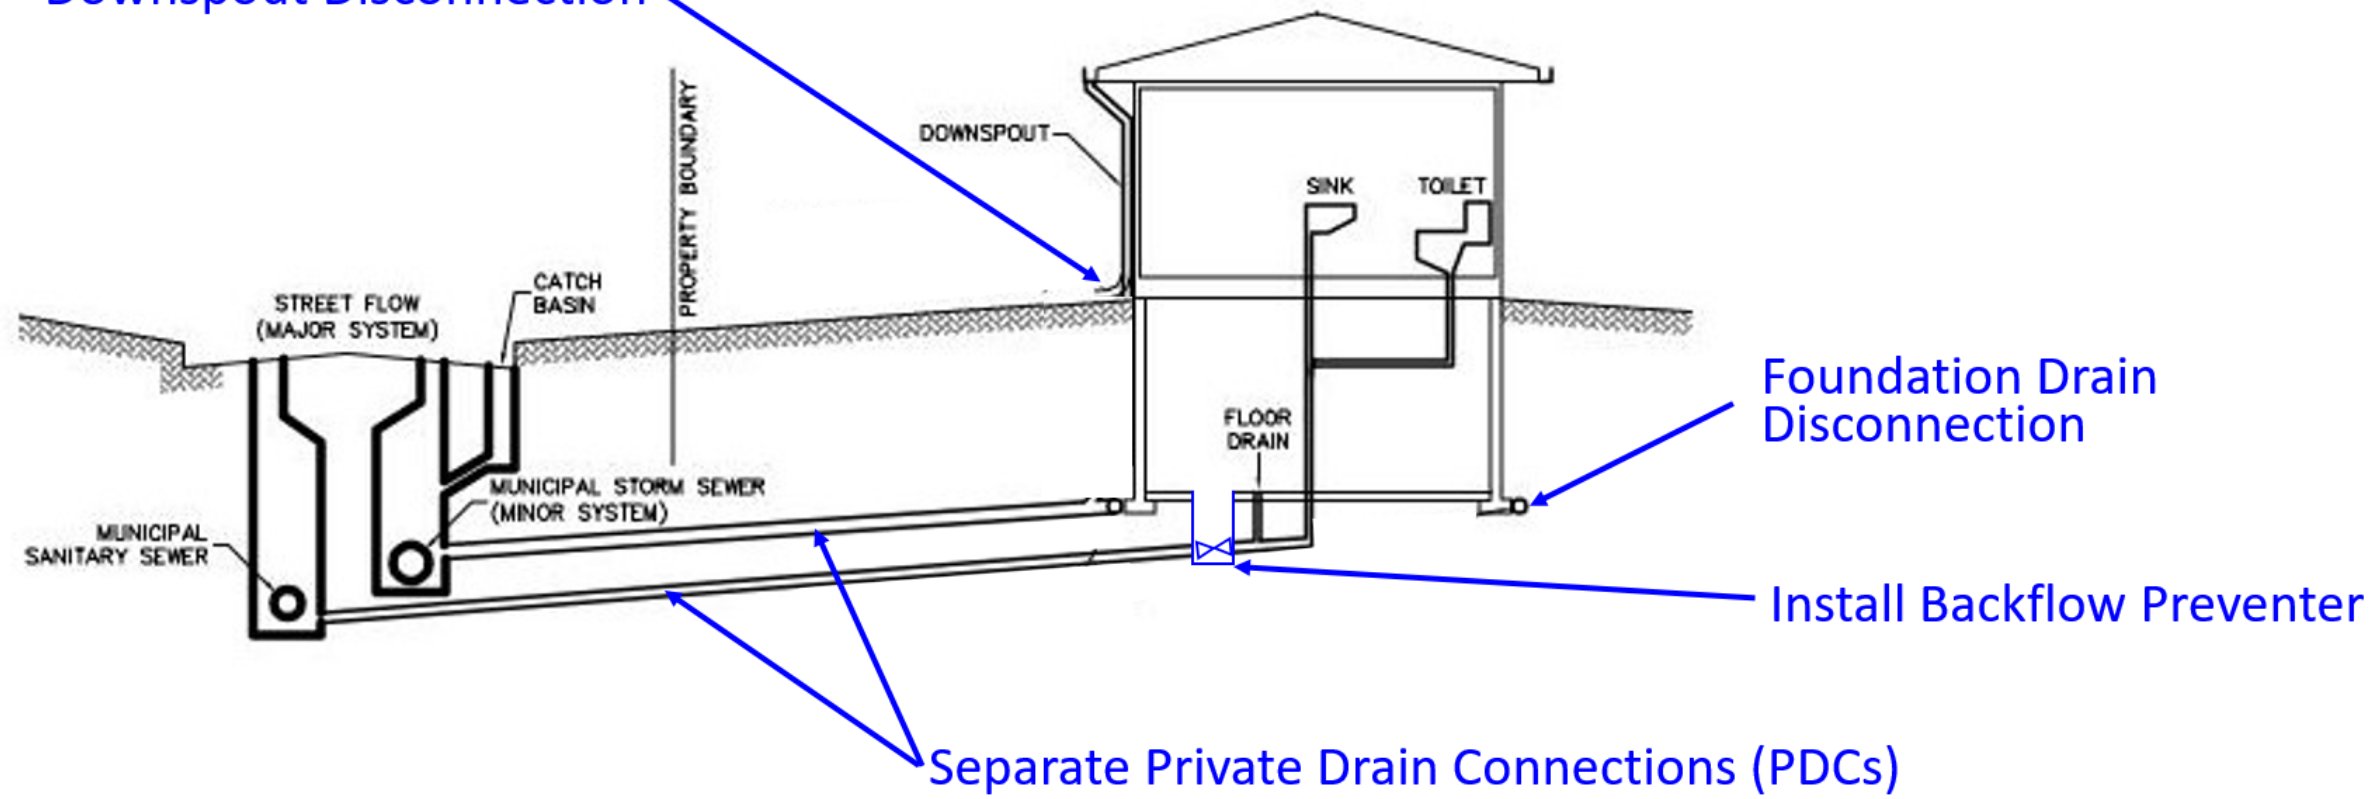 Downspout Disconnection
PROPERTY BOUNDARY
DOWNSPOUT
SINK
TOILET
CATCH
BASIN
STREET FLOW
(MAJOR SYSTEM)
Foundation Drain
Disconnection
FLOOR
DRAIN
MUNICIPAL STORM SEWER
(MINOR SYSTEM)
MUNICIPAL
SANITARY SEWER
Install Backflow Preventer
Separate Private Drain Connections (PDCs)